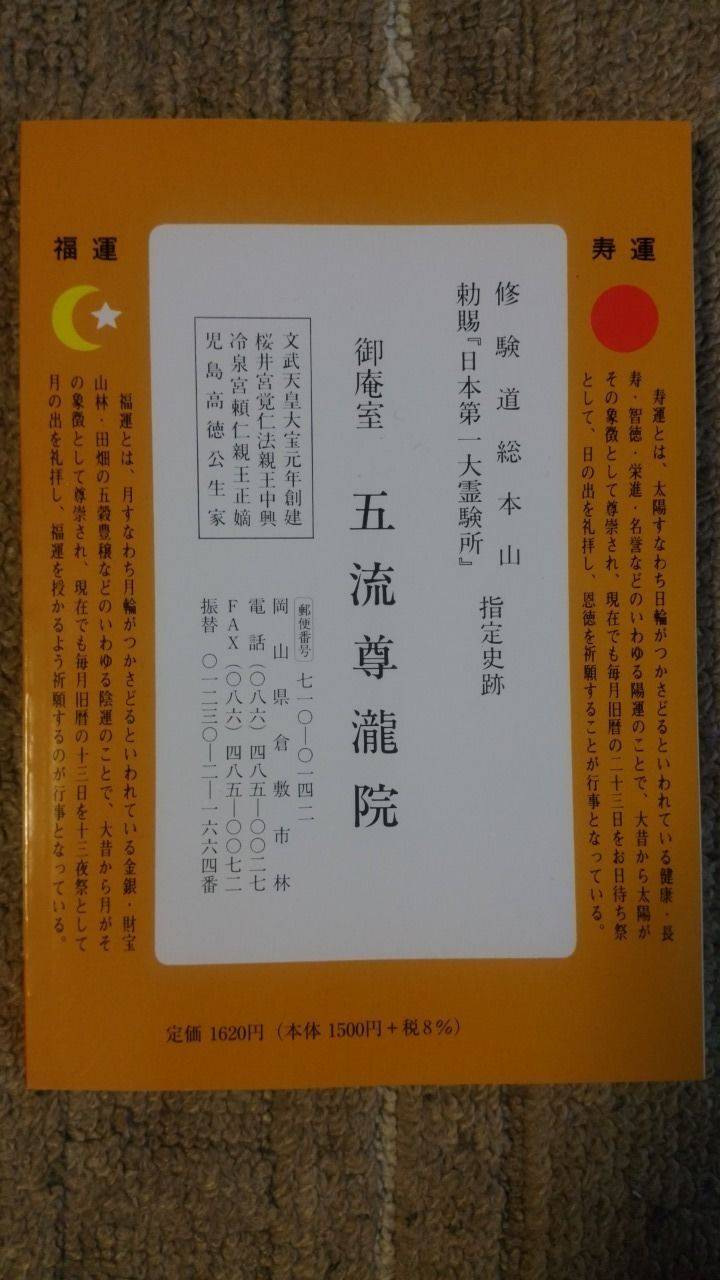 寿運
寿運とは、太陽すなわち日輪がつかさどるといわれている健康・長
寿・智徳・栄進・名誉などのいわゆる陽運のことで、大昔から太陽が
その象徴として尊崇され、現在でも毎月旧暦の二十三日をお日待ち祭
として、日の出を礼拝し、恩徳を祈願することが行事となっている。
修験道総本山
勅賜『日本第一大霊験所』
指定史跡
御庵室 五流尊瀧院
文武天皇大宝元年創建
桜井宮覚仁法親王中興
冷泉宮頼仁親王正嫡
児島高徳公生家
郵便番号 七一〇―〇一四二
岡山県倉敷市林
電話(〇八六)四八五―〇〇二七
FAX(〇八六)四八五―〇〇七二
振替 〇一二三〇―二―一六六四番
福運
福運とは、月すなわち月輪がつかさどるといわれている金銀・財宝
山林・田畑の五穀豊穣などのいわゆる陰運のことで、大昔から月がそ
の象徴として尊崇され、現在でも毎月旧暦の十三日を十三夜祭として
月の出を礼拝し、福運を授かるよう祈願するのが行事となっている。
定価 1620円(本体 1500円+税8%)